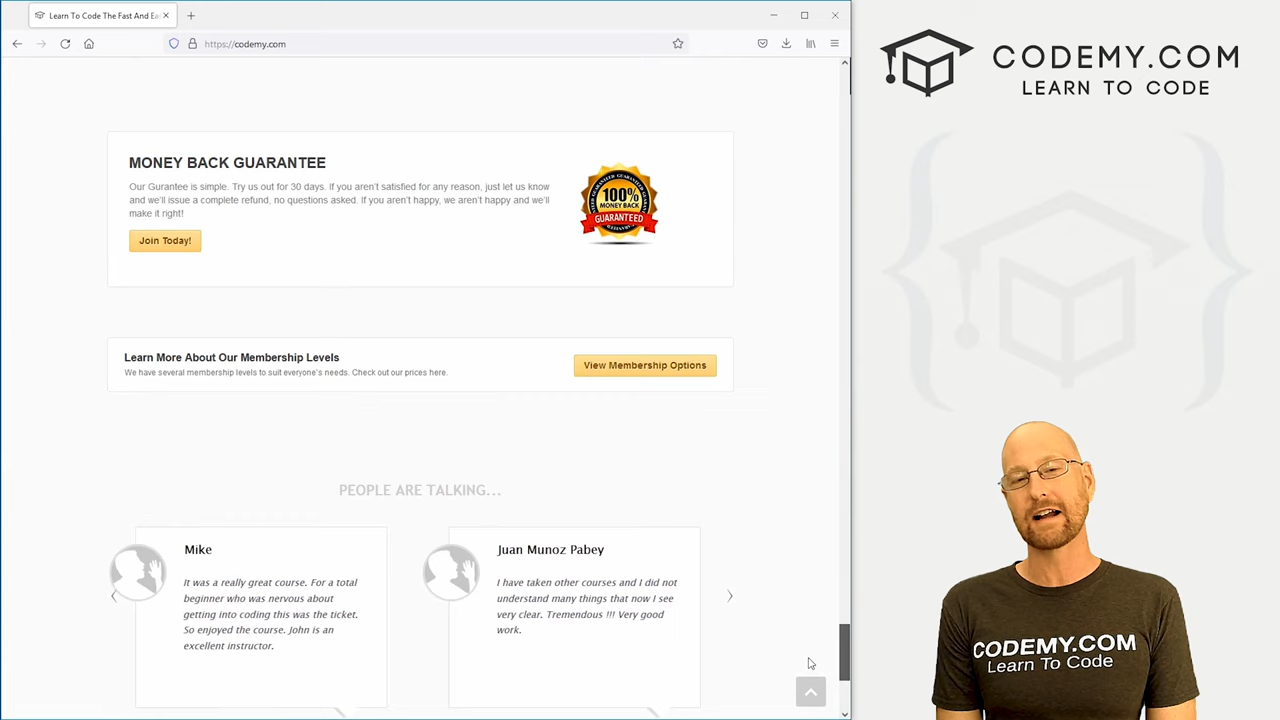 Learn To Code The Fast And Eas
https://codemy.com
CODEMY.COM
LEARN TO CODE
MONEY BACK GUARANTEE
Our Gurantee is simple. Try us out for 30 days. If you aren't satisfied for any reason, just let us know
and we'll issue a complete refund, no questions asked. If you aren't happy, we aren't happy and we'll
make it right!
Join Today!
100%
MONEY BACK
GUARANTEED
Learn More About Our Membership Levels
We have several membership levels to suit everyone's needs. Check out our prices here.
View Membership Options
PEOPLE ARE TALKING...
Mike
It was a really great course. For a total
beginner who was nervous about
getting into coding this was the ticket.
So enjoyed the course. John is an
excellent instructor.
Juan Munoz Pabey
I have taken other courses and I did not
understand many things that now I see
very clear. Tremendous !!! Very good
work.
CODEMY.COM
Learn To Code